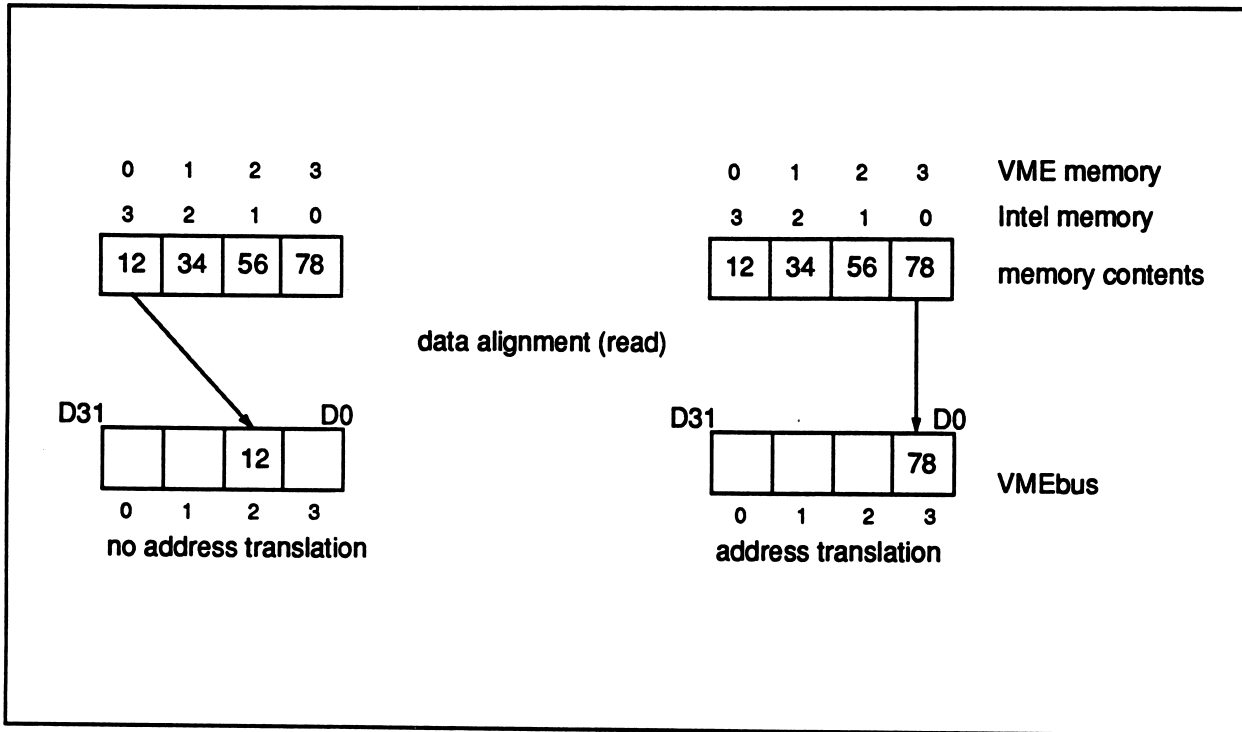 0 1 2 3 0 1 2 3 VME memory
3 2 1 0 3 2 1 0 Intel memory
12 34 56 78 12 34 56 78 memory contents
data alignment (read)
D31 D0 D31 D0
12 78 VMEbus
0 1 2 3 0 1 2 3
no address translation address translation